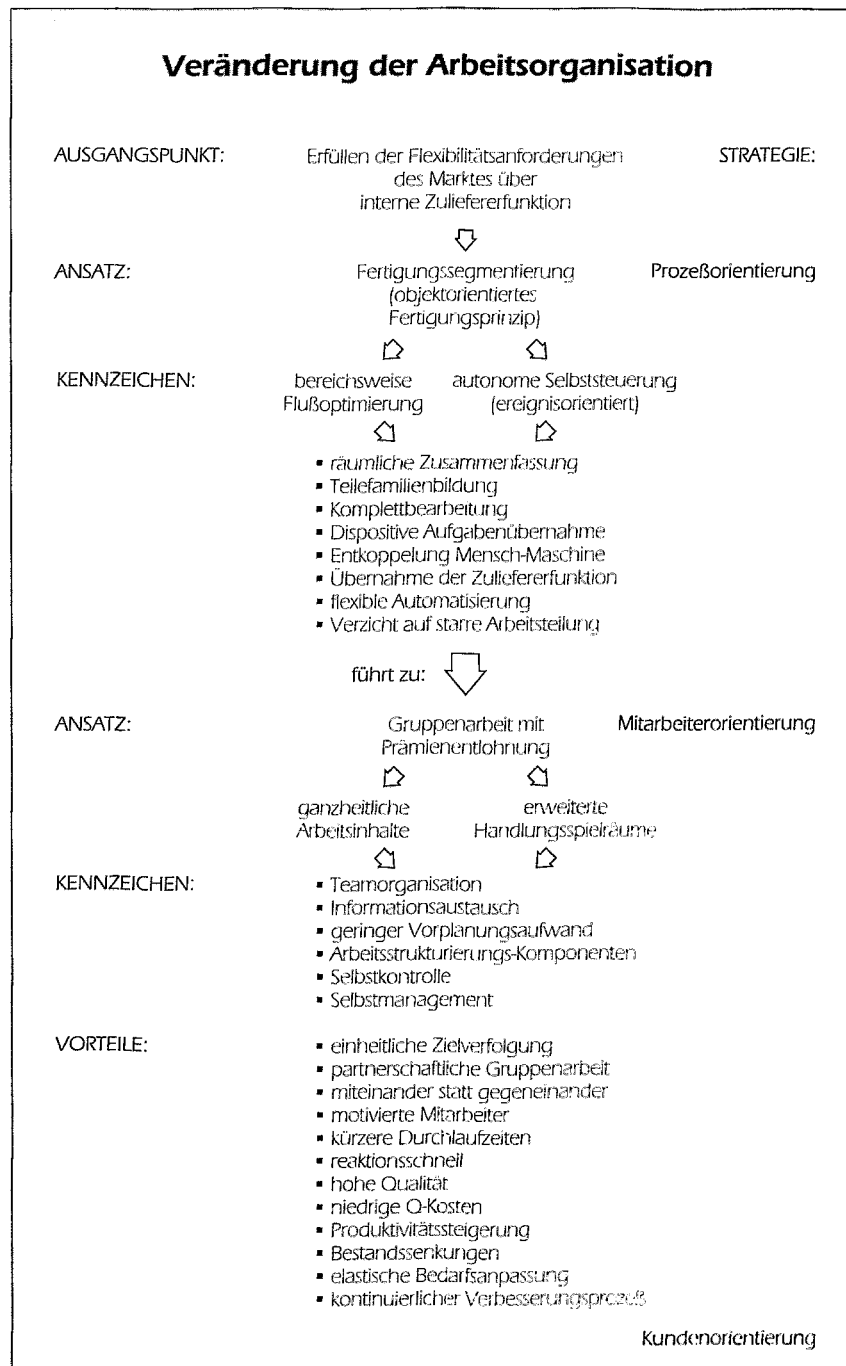 Veränderung der Arbeitsorganisation
AUSGANGSPUNKT: Erfüllen der Flexibilitätsanforderungen STRATEGIE:
des Marktes über
interne Zuliefererfunktion
ANSATZ: Fertigungssegmentierung Prozeßorientierung
(objektorientiertes
Fertigungsprinzip)
KENNZEICHEN: bereichsweise autonome Selbststeuerung
Flußoptimierung (ereignisorientiert)
▪ räumliche Zusammenfassung
▪ Teilefamilienbildung
▪ Komplettbearbeitung
▪ Dispositive Aufgabenübernahme
▪ Entkoppelung Mensch-Maschine
▪ Übernahme der Zuliefererfunktion
▪ flexible Automatisierung
▪ Verzicht auf starre Arbeitsteilung
führt zu:
ANSATZ: Gruppenarbeit mit Mitarbeiterorientierung
Prämienentlohnung
ganzheitliche erweiterte
Arbeitsinhalte Handlungsspielräume
KENNZEICHEN: ▪ Teamorganisation
▪ Informationsaustausch
▪ geringer Vorplanungsaufwand
▪ Arbeitsstrukturierungs-Komponenten
▪ Selbstkontrolle
▪ Selbstmanagement
VORTEILE: ▪ einheitliche Zielverfolgung
▪ partnerschaftliche Gruppenarbeit
▪ miteinander statt gegeneinander
▪ motivierte Mitarbeiter
▪ kürzere Durchlaufzeiten
▪ reaktionsschnell
▪ hohe Qualität
▪ niedrige Q-Kosten
▪ Produktivitätssteigerung
▪ Bestandssenkungen
▪ elastische Bedarfsanpassung
▪ kontinuierlicher Verbesserungsprozeß
Kundenorientierung